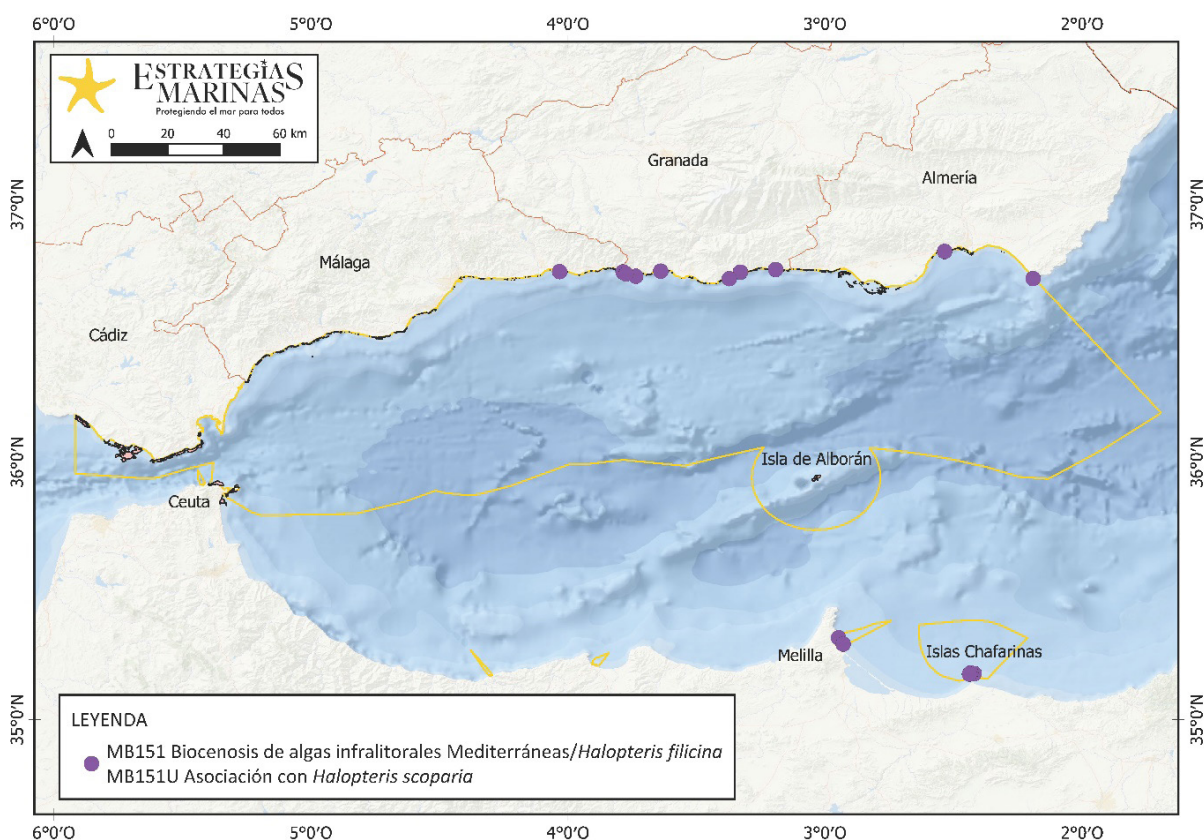 6°0'O 5°0'O 4°0'O 3°0'O 2°0'O
ESTRATEGIAS
MARINAS
Protegiendo el mar para todos
0 20 40 60 km
Granada
Almería
37°0'N 37°0'N
Málaga
Cádiz
36°0'N 36°0'N
Isla de Alborán
Ceuta
Melilla
Islas Chafarinas
35°0'N 35°0'N
LEYENDA
MB151 Biocenosis de algas infralitorales Mediterráneas/Halopteris filicina
MB151U Asociación con Halopteris scoparia
6°0'O 5°0'O 4°0'O 3°0'O 2°0'O